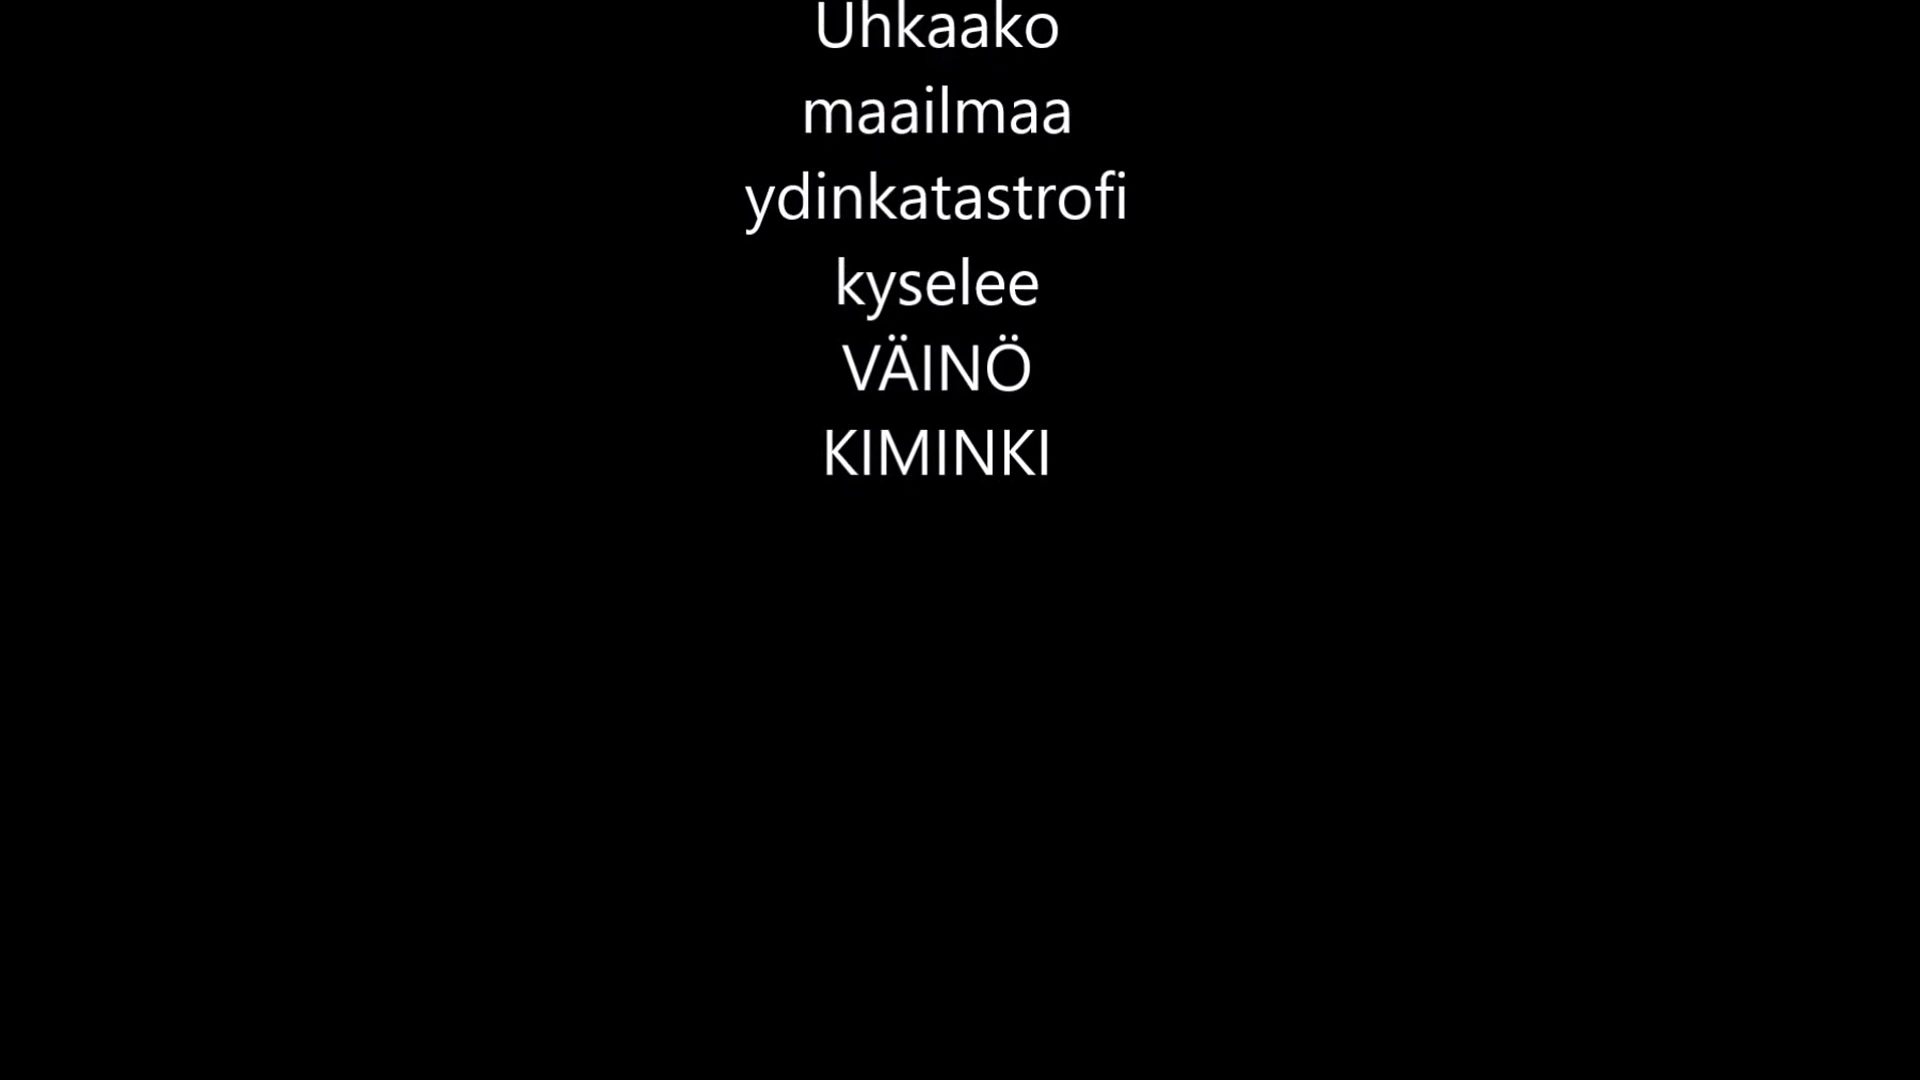 Uhkaako
maailmaa
ydinkatastrofi
kyselee
VÄINÖ
KIMINKI